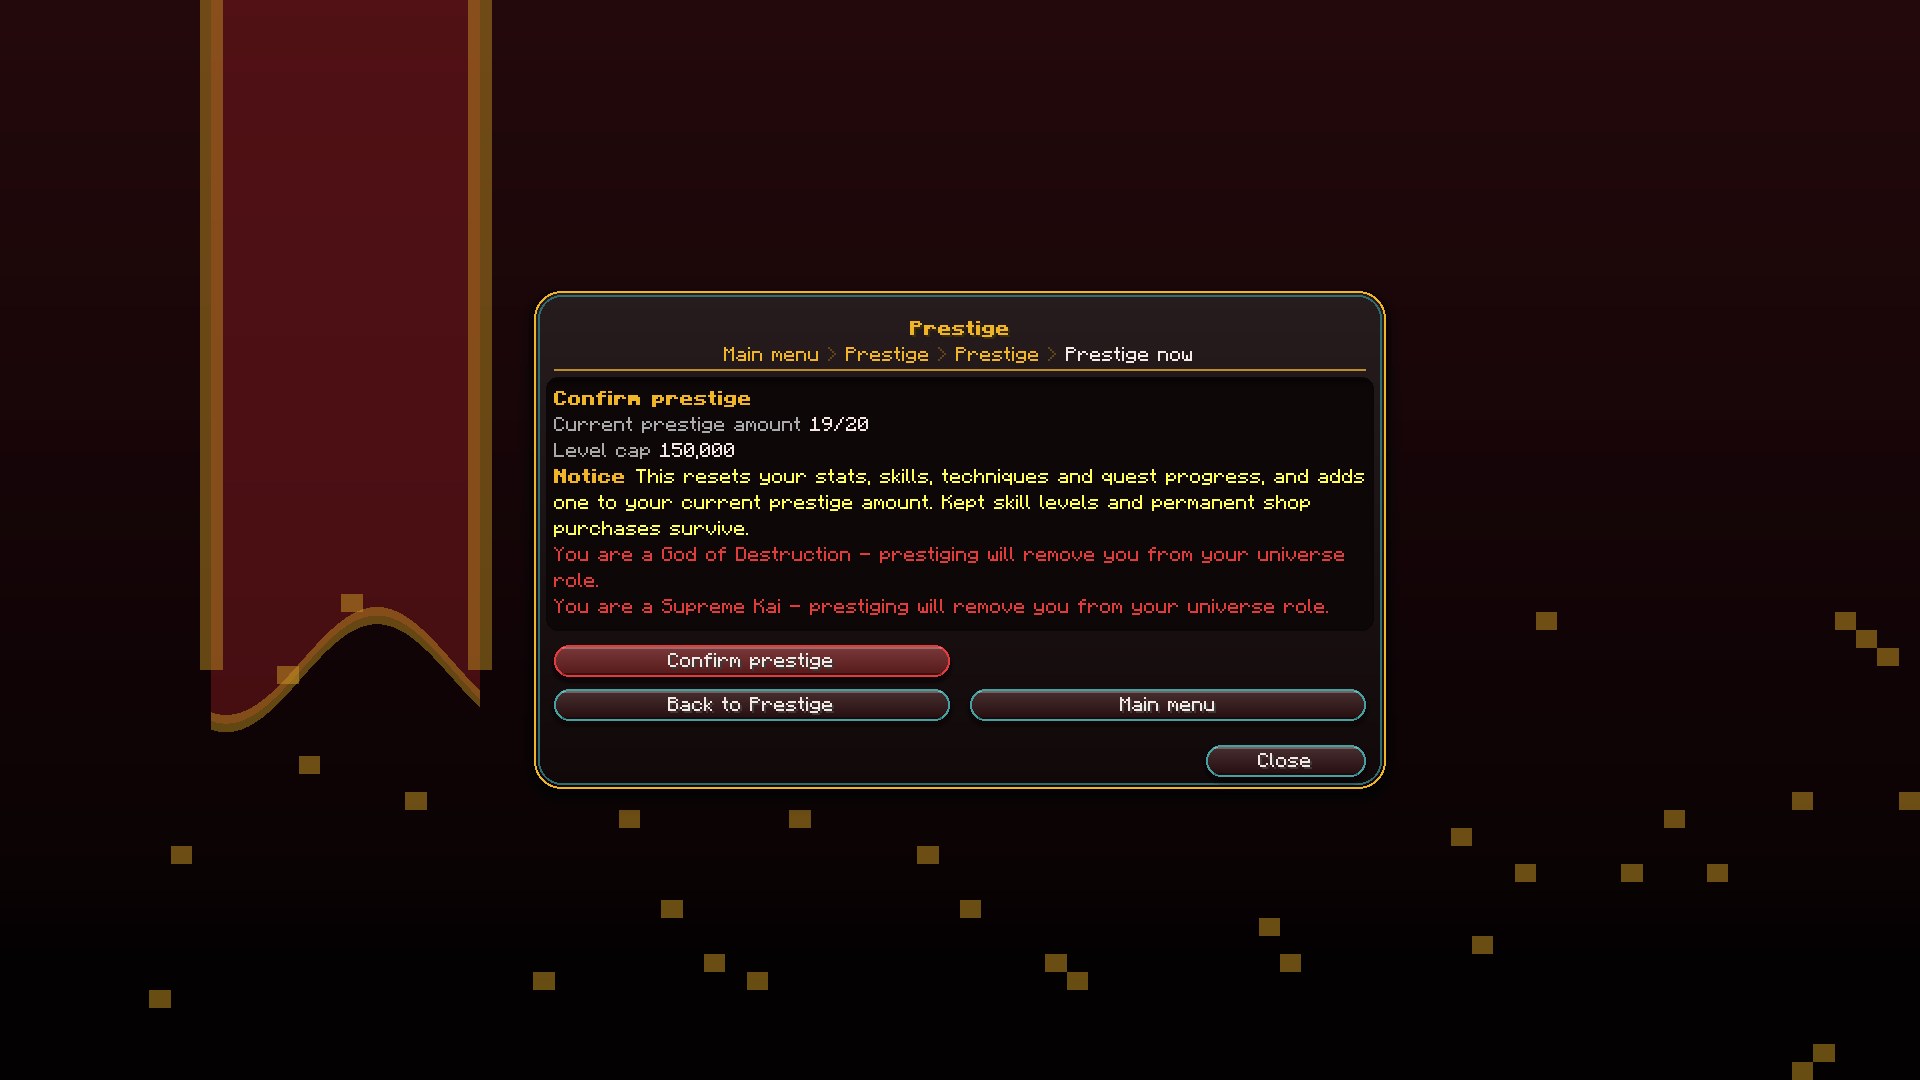 Prestige
Main menu > Prestige > Prestige > Prestige now
Confirm prestige
Current prestige amount 19/20
Level cap 150,000
Notice This resets your stats, skills, techniques and quest progress, and adds
one to your current prestige amount. Kept skill levels and permanent shop
purchases survive.
You are a God of Destruction - prestiging will remove you from your universe
role.
You are a Supreme Kai - prestiging will remove you from your universe role.
Confirm prestige
Back to Prestige
Main menu
Close